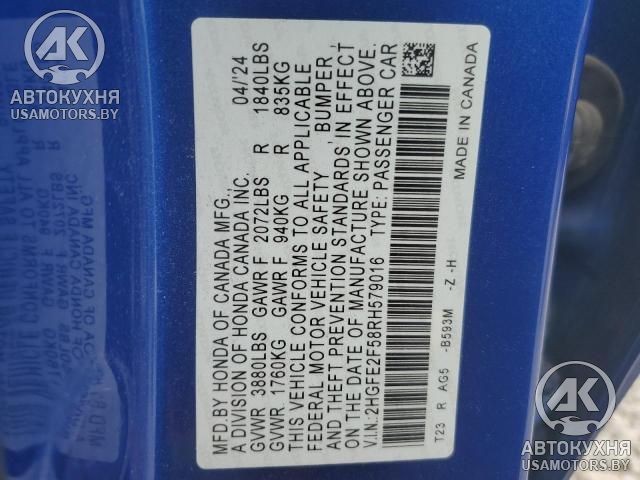 MFD.BY HONDA OF CANADA MFG., 04/'24
A DIVISION OF HONDA CANADA INC.
GVWR 3880LBS GAWR F 2072LBS R 1840LBS
GVWR 1760KG GAWR F 940KG R 835KG
THIS VEHICLE CONFORMS TO ALL APPLICABLE
FEDERAL MOTOR VEHICLE SAFETY, BUMPER,
AND THEFT PREVENTION STANDARDS IN EFFECT
ON THE DATE OF MANUFACTURE SHOWN ABOVE.
V.I.N.:2HGFE2F58RH579016 TYPE: PASSENGER CAR
T23 R AG5 -B593M -Z -H MADE IN CANADA
AK
АВТОКУХНЯ
USAMOTORS.BY
AK
АВТОКУХНЯ
USAMOTORS.BY